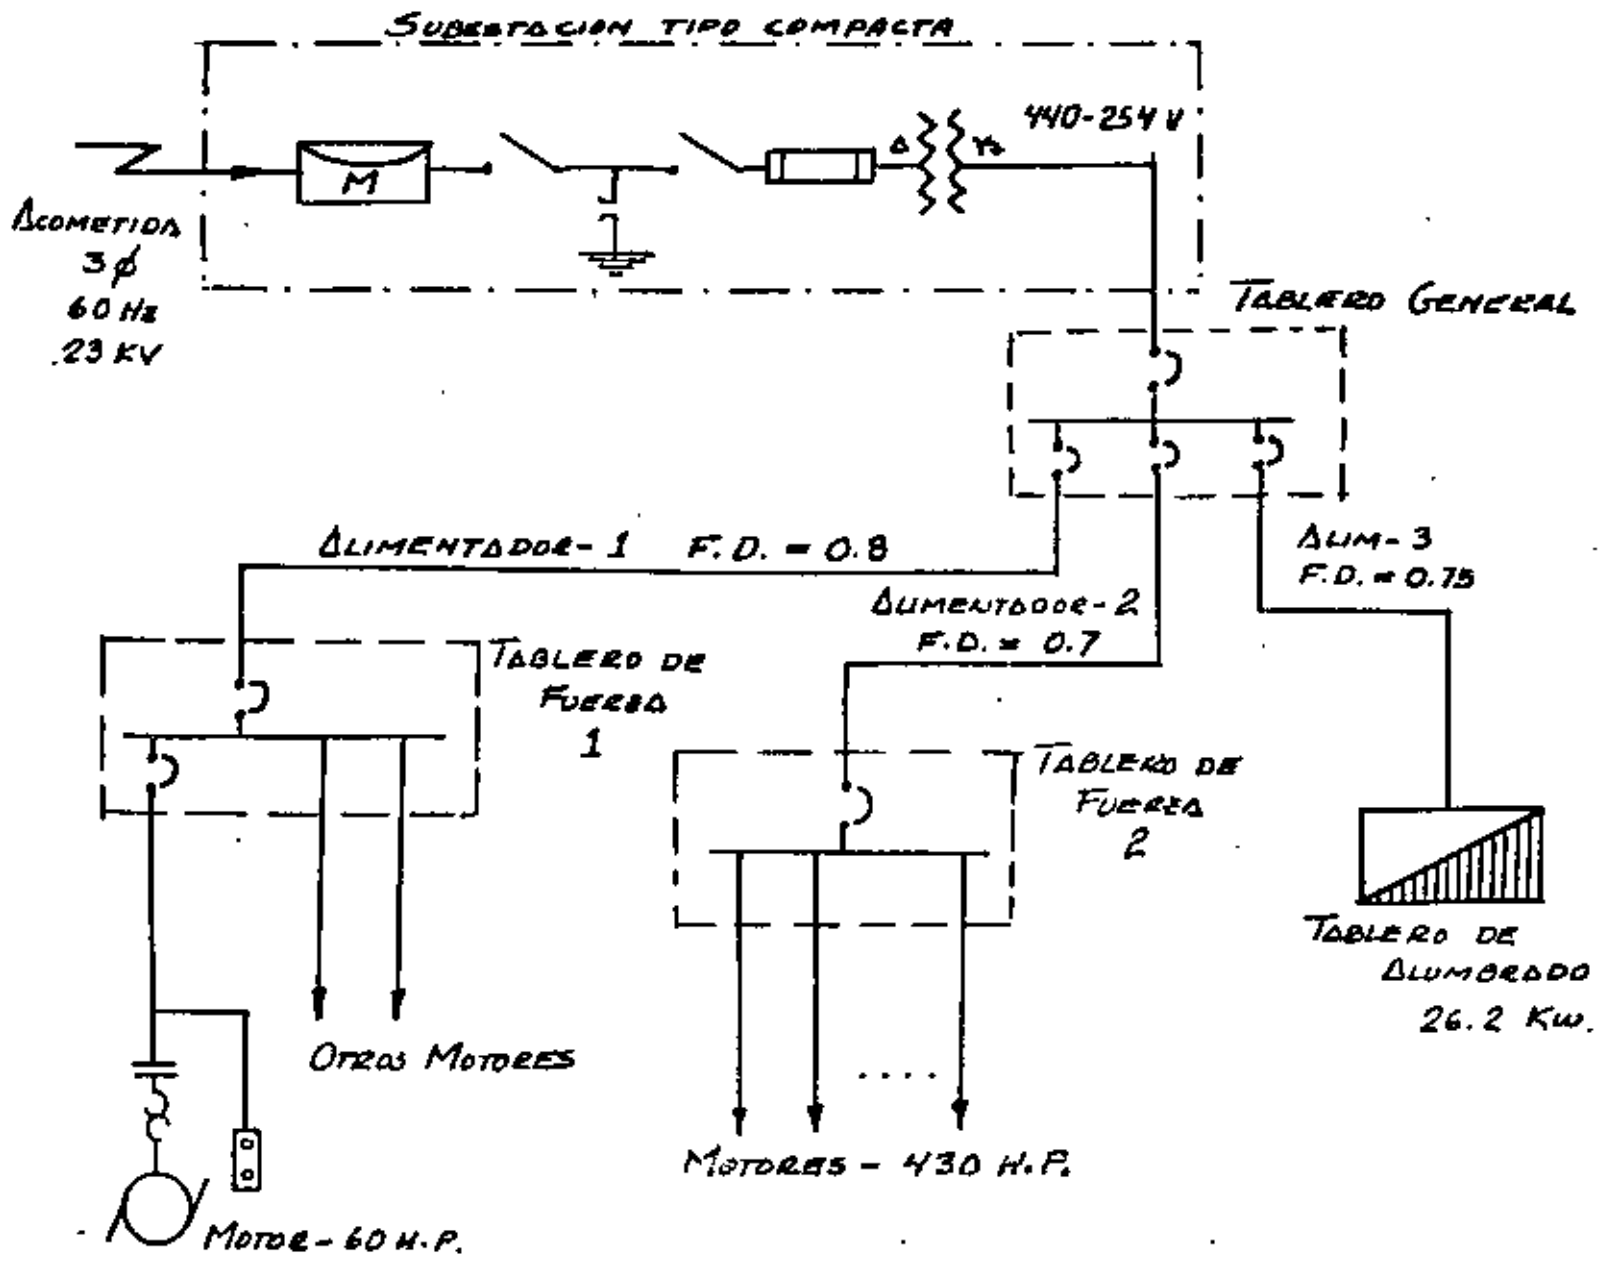 SUBESTACION TIPO COMPACTA
440-254 V
Δ
M
ACOMETIDA
3 φ
60 Hz
23 KV
TABLERO GENERAL
ALIMENTADOR-1 F.D. = 0.8
ALIM-3
F.D. = 0.75
ALIMENTADOR-2
F.D. = 0.7
TABLERO DE
FUERZA
1
TABLERO DE
FUERZA
2
TABLERO DE
ALUMBRADO
26.2 KW.
OTROS MOTORES
MOTORES - 430 H.P.
MOTOR - 60 H.P.